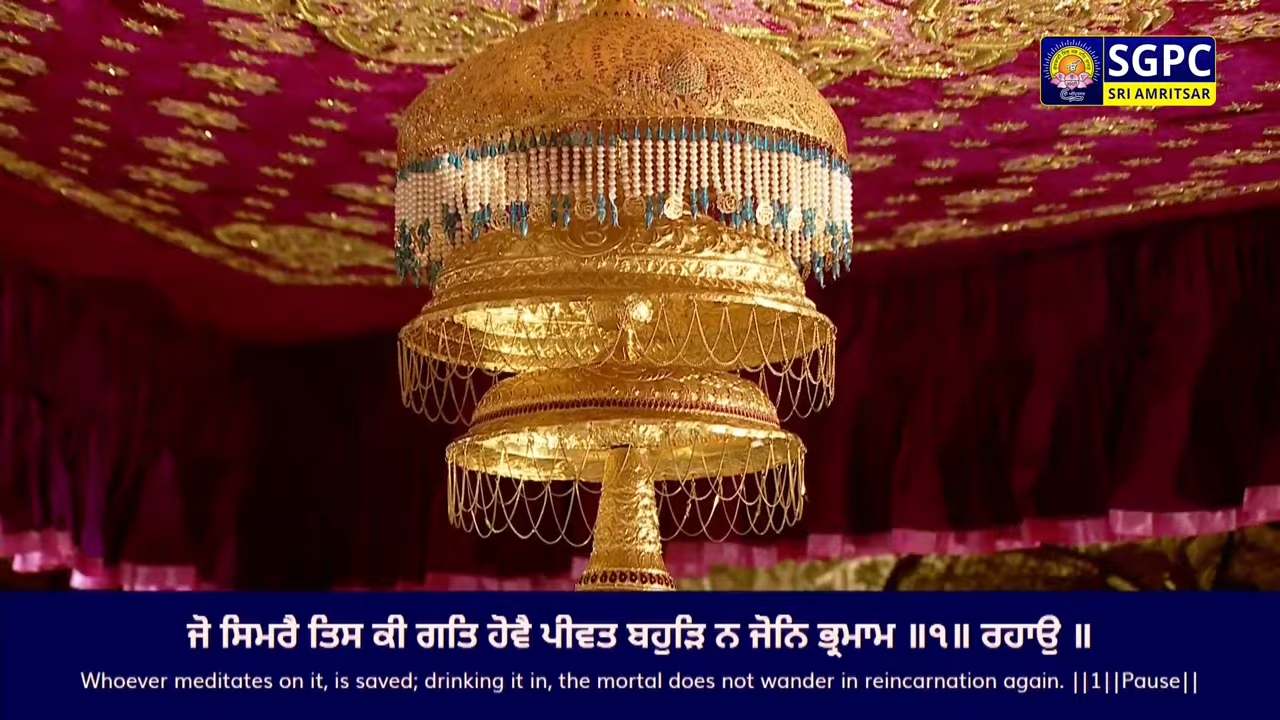 SGPC
SRI AMRITSAR
ਜੋ ਸਿਮਰੈ ਤਿਸ ਕੀ ਗਤਿ ਹੋਵੈ ਪੀਵਤ ਬਹੁੜਿ ਨ ਜੋਨਿ ਭ੍ਰਮਾਮ ॥੧॥ ਰਹਾਉ ॥
Whoever meditates on it, is saved; drinking it in, the mortal does not wander in reincarnation again. ||1||Pause||